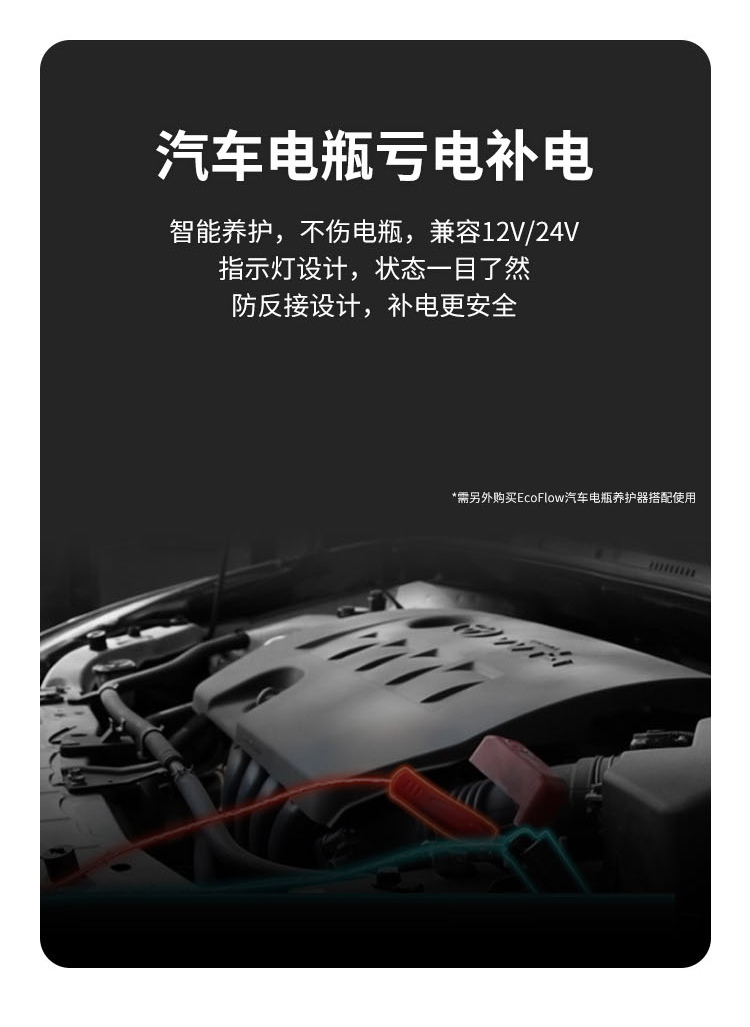 汽车电瓶亏电补电
智能养护，不伤电瓶，兼容12V/24V
指示灯设计，状态一目了然
防反接设计，补电更安全
*需另外购买EcoFlow汽车电瓶养护器搭配使用